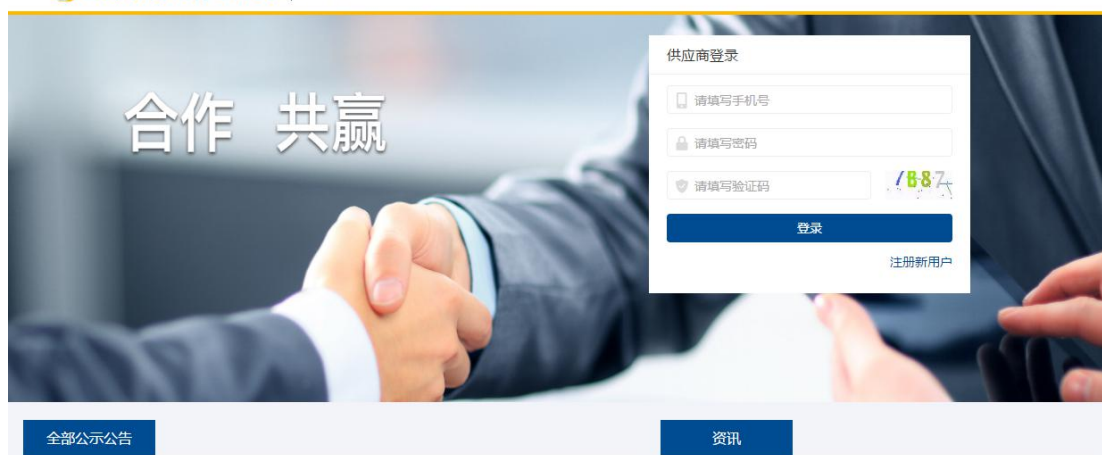 合作 共赢
供应商登录
请填写手机号
请填写密码
请填写验证码
7B87
登录
注册新用户
全部公示公告
资讯